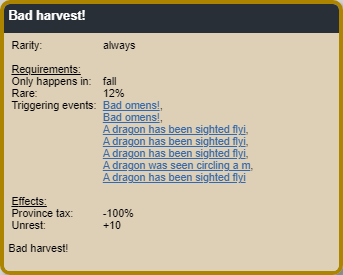 Bad harvest!
Rarity: always
Requirements:
Only happens in: fall
Rare: 12%
Triggering events: Bad omens!,
Bad omens!,
A dragon has been sighted flyi,
A dragon has been sighted flyi,
A dragon has been sighted flyi,
A dragon was seen circling a m,
A dragon has been sighted flyi
Effects:
Province tax: -100%
Unrest: +10
Bad harvest!